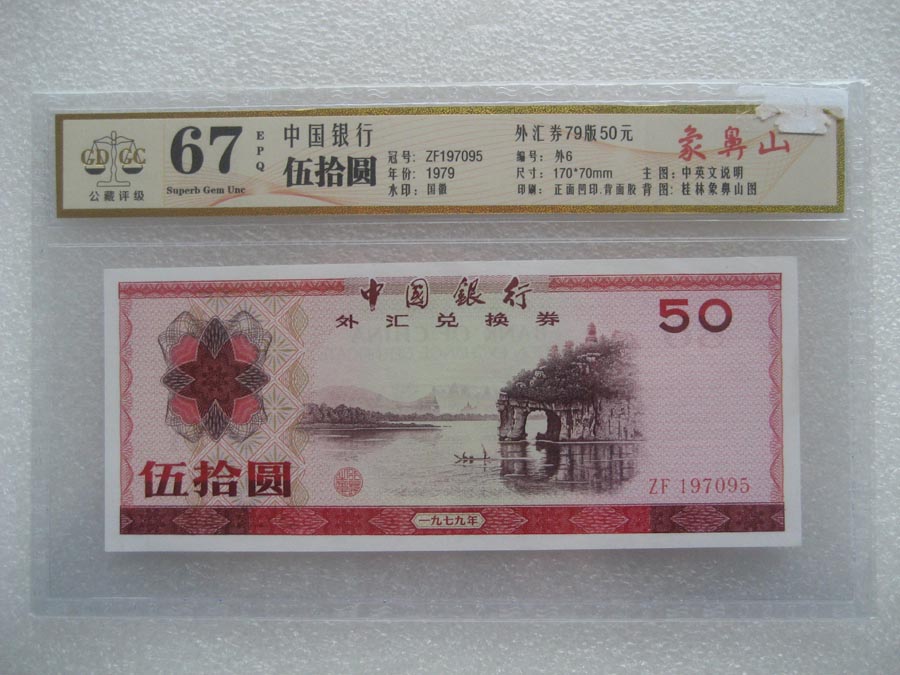 GD GC
公藏评级
67
EPQ
Superb Gem Unc
中国银行
伍拾圆
外汇券79版50元
冠号: ZF197095
年份: 1979
水印: 国徽
编号: 外6
尺寸: 170*70mm
主图: 中英文说明
印刷: 正面凹印;背面胶
背图: 桂林象鼻山图
象鼻山
中国銀行
外汇兑换券
50
伍拾圆
ZF 197095
一九七九年